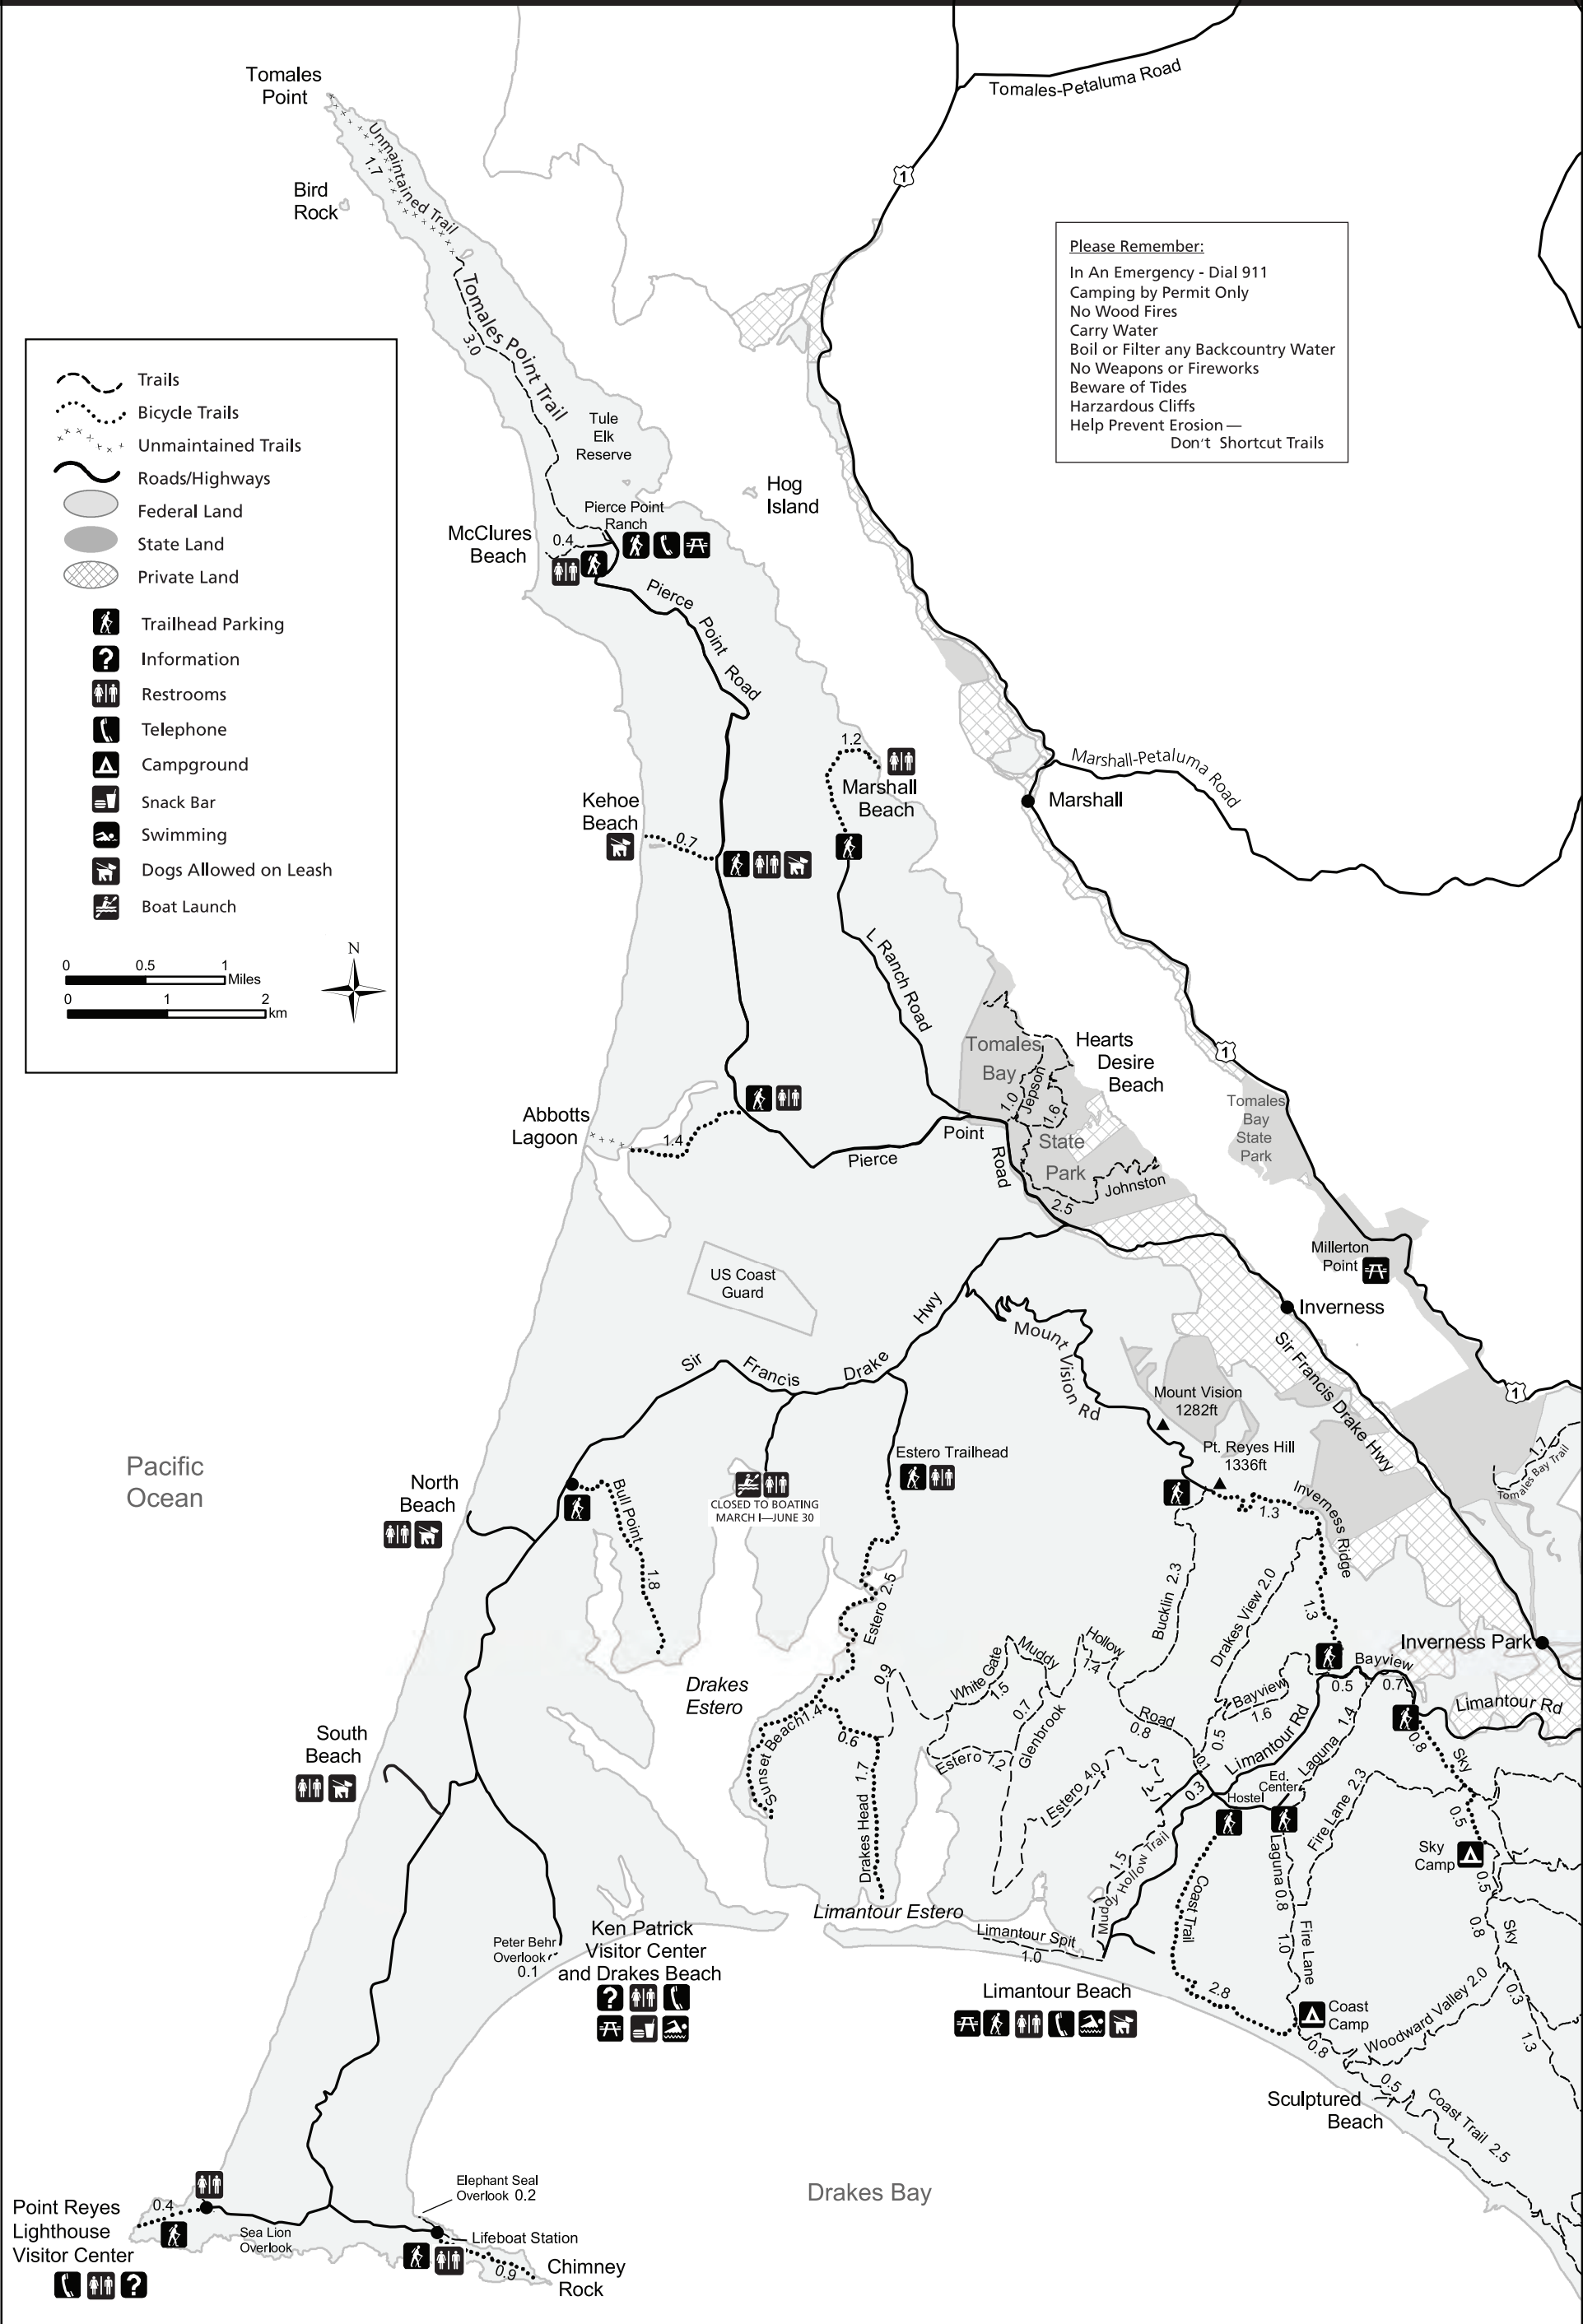 Tomales-Petaluma Road
Tomales
Point
Unmaintained Trail
1.7
Bird
Rock
1
Please Remember:
In An Emergency - Dial 911
Camping by Permit Only
No Wood Fires
Carry Water
Boil or Filter any Backcountry Water
No Weapons or Fireworks
Beware of Tides
Harzardous Cliffs
Help Prevent Erosion —
Don't Shortcut Trails
Tomales Point Trail
3.0
Trails
Bicycle Trails
Unmaintained Trails
Roads/Highways
Federal Land
State Land
Private Land
Trailhead Parking
?
Information
Restrooms
Telephone
Campground
Snack Bar
Swimming
Dogs Allowed on Leash
Boat Launch
0
0.5
1
Miles
0
1
2
km
N
Tule
Elk
Reserve
Hog
Island
Pierce Point
Ranch
McClures
Beach
0.4
Pierce
Point
Road
1.2
Marshall
Beach
Marshall-Petaluma Road
Marshall
Kehoe
Beach
0.7
L Ranch Road
Tomales
Bay
State
Park
Jepson
1.0
1.6
Hearts
Desire
Beach
1
Tomales
Bay
State
Park
Abbotts
Lagoon
1.4
Pierce
Point
Road
Johnston
2.5
US Coast
Guard
Millerton
Point
Inverness
Sir
Francis
Drake
Hwy
Mount
Vision
Rd
Sir Francis Drake Hwy
1
Mount Vision
1282ft
Pt. Reyes Hill
1336ft
Pacific
Ocean
North
Beach
Bull Point
1.8
CLOSED TO BOATING
MARCH I—JUNE 30
Estero Trailhead
1.3
Inverness Ridge
1.7
Tomales Bay Trail
Estero 2.5
Bucklin 2.3
Drakes View 2.0
1.3
Inverness Park
Bayview
0.5
0.7
Limantour Rd
Drakes
Estero
0.9
White Gate
1.5
Muddy
Hollow
1.4
Road
0.8
0.7
Glenbrook
Bayview
1.6
0.5
0.1
Limantour Rd
Laguna 1.4
0.8
Sky
Sunset Beach
1.4
0.6
Estero 1.2
Estero 4.0
0.3
Ed.
Center
Hostel
Fire Lane 2.3
0.5
South
Beach
Drakes Head 1.7
1.5
Muddy Hollow Trail
Coast Trail
Laguna 0.8
Sky
Camp
0.5
0.8
Sky
Limantour Estero
Limantour Spit
1.0
1.0
Fire Lane
Peter Behr
Overlook
0.1
Ken Patrick
Visitor Center
and Drakes Beach
?
Limantour Beach
2.8
Coast
Camp
0.8
Woodward Valley 2.0
0.3
1.3
Sculptured
Beach
0.5
Coast Trail 2.5
Elephant Seal
Overlook 0.2
Drakes Bay
Point Reyes
Lighthouse
Visitor Center
?
0.4
Sea Lion
Overlook
Lifeboat Station
0.9
Chimney
Rock